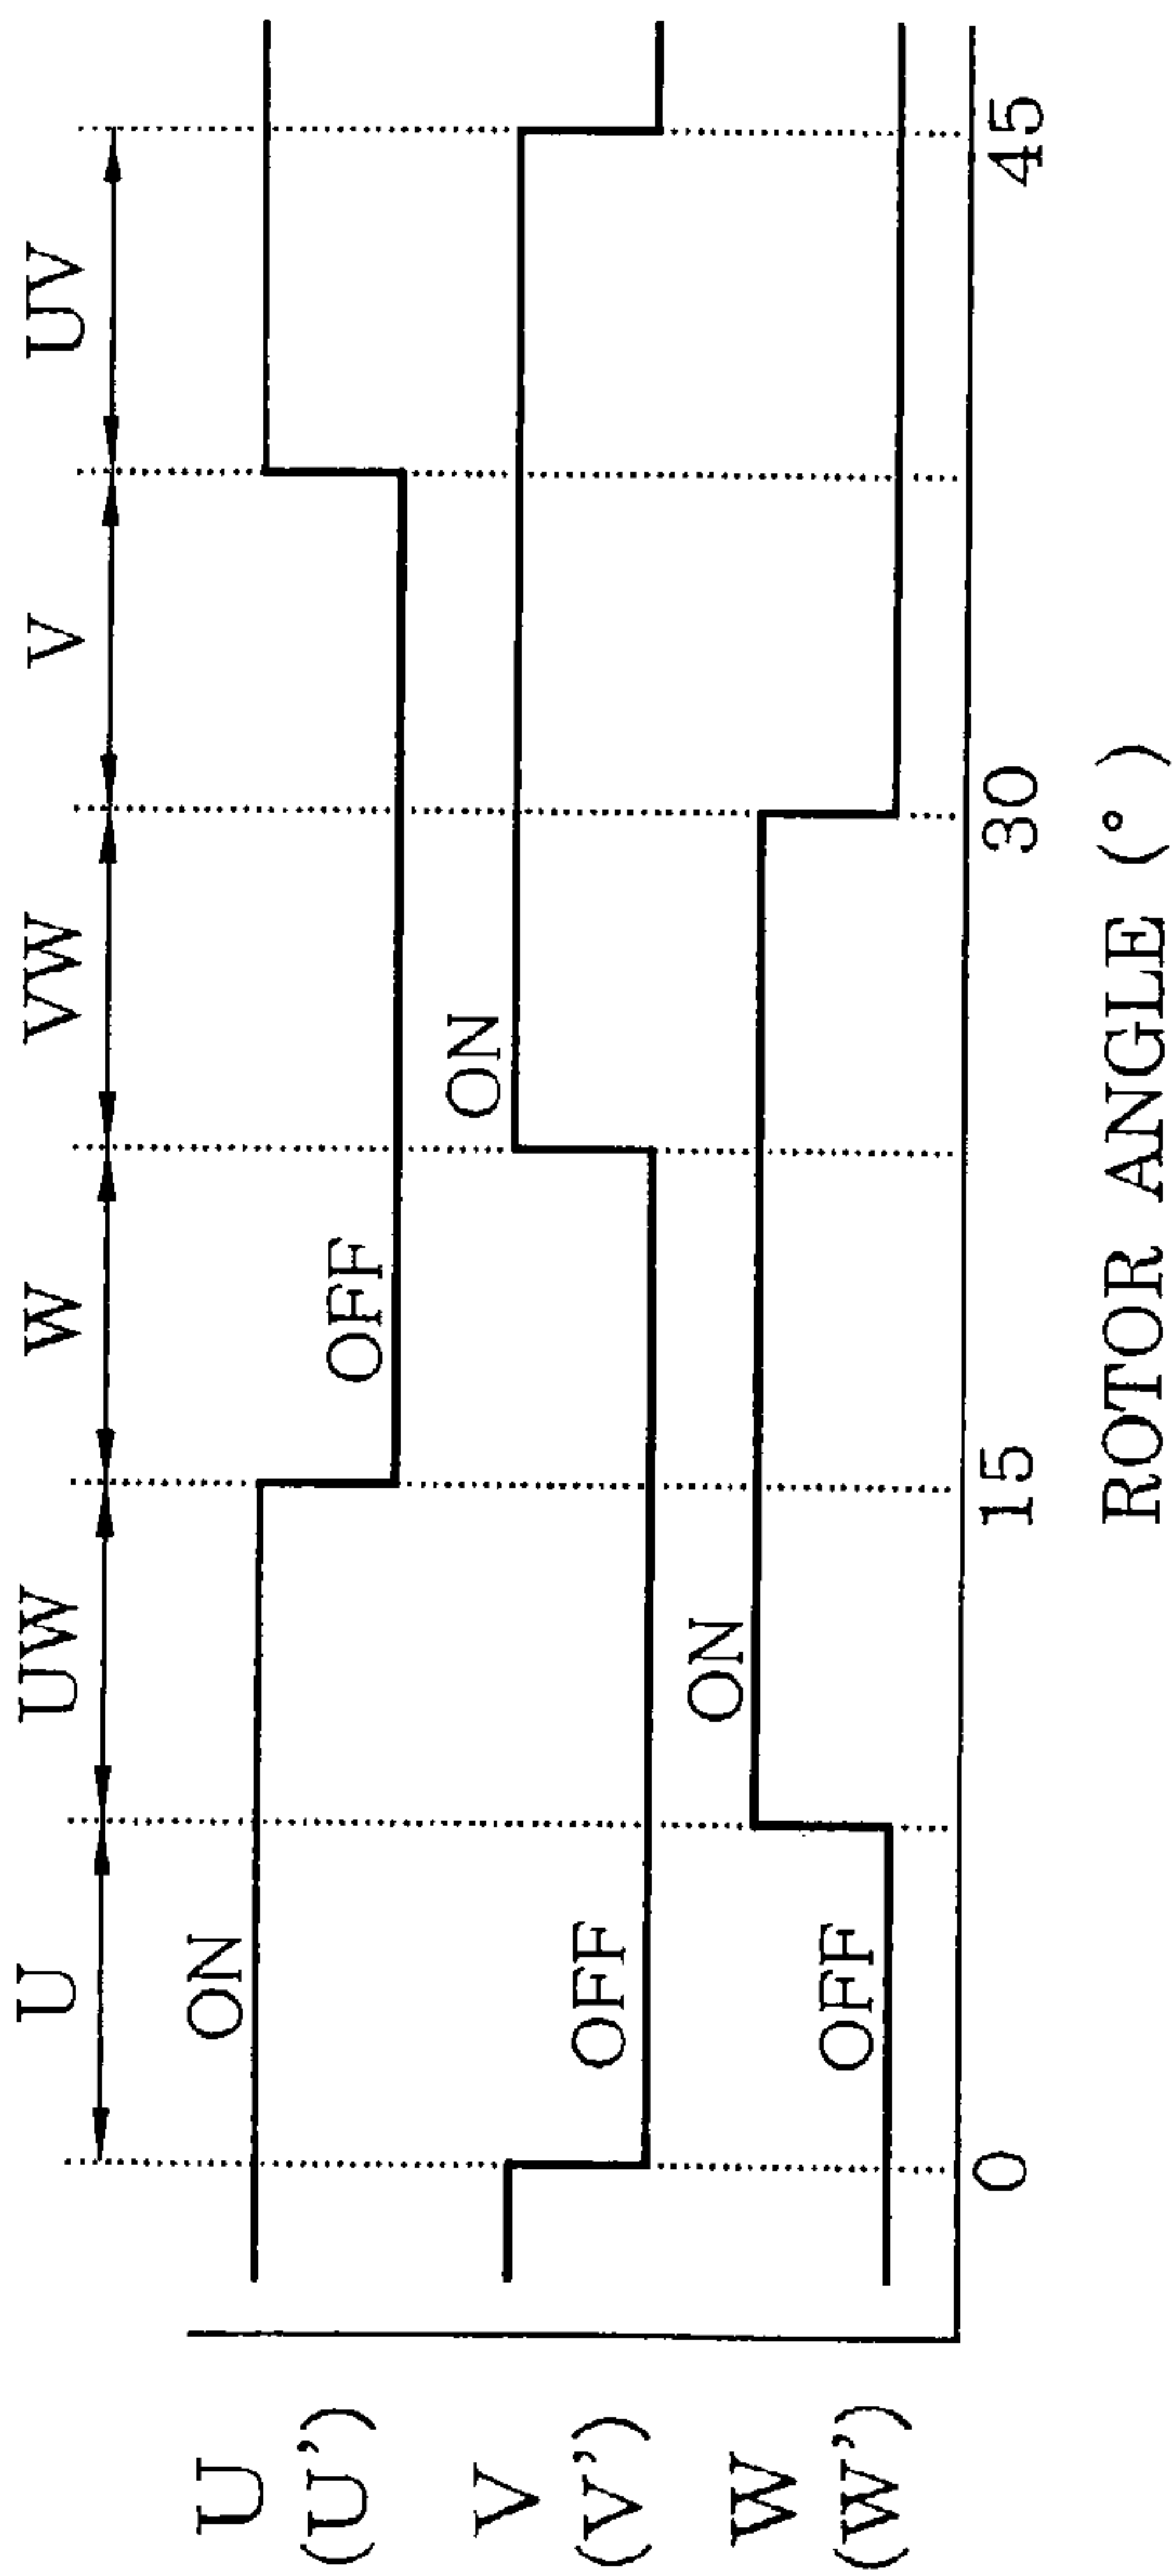 U UW W VW V UV
U
(U')
ON
OFF
V
(V')
OFF
ON
W
(W')
OFF
ON
0 15 30 45
ROTOR ANGLE (°)